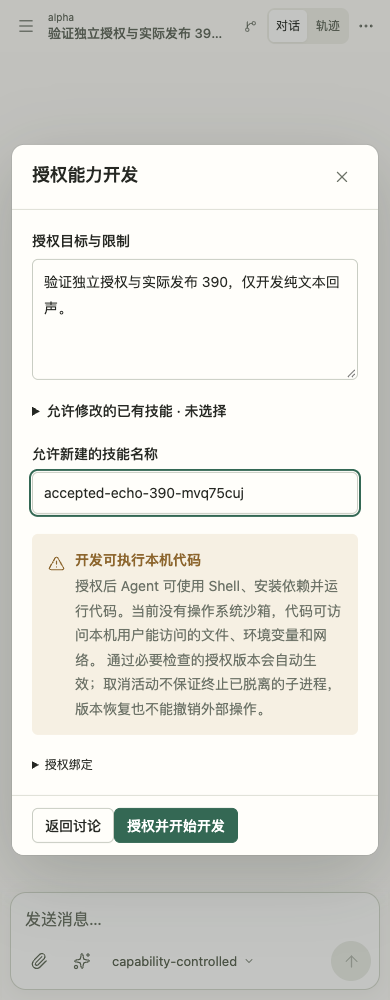 alpha
验证独立授权与实际发布 39...
对话
轨迹
授权能力开发
授权目标与限制
验证独立授权与实际发布 390，仅开发纯文本回
声。
允许修改的已有技能 · 未选择
允许新建的技能名称
accepted-echo-390-mvq75cuj
开发可执行本机代码
授权后 Agent 可使用 Shell、安装依赖并运
行代码。当前没有操作系统沙箱，代码可访
问本机用户能访问的文件、环境变量和网
络。 通过必要检查的授权版本会自动生
效；取消活动不保证终止已脱离的子进程，
版本恢复也不能撤销外部操作。
授权绑定
返回讨论
授权并开始开发
发送消息...
capability-controlled